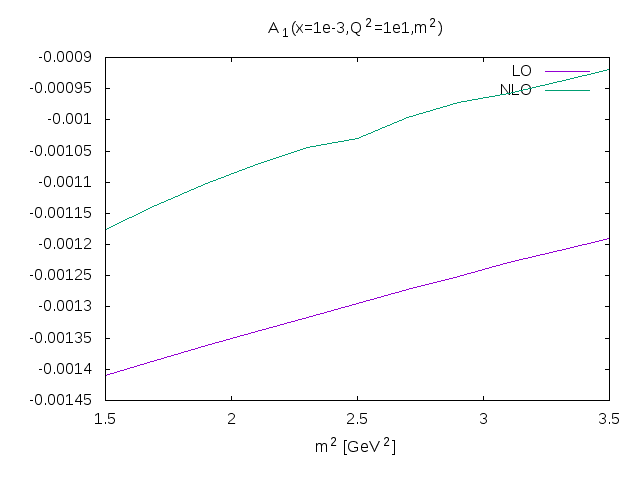 A1(x=1e-3,Q²=1e1,m²)
-0.0009
-0.00095
-0.001
-0.00105
-0.0011
-0.00115
-0.0012
-0.00125
-0.0013
-0.00135
-0.0014
-0.00145
LO
NLO
1.5 2 2.5 3 3.5
m² [GeV²]